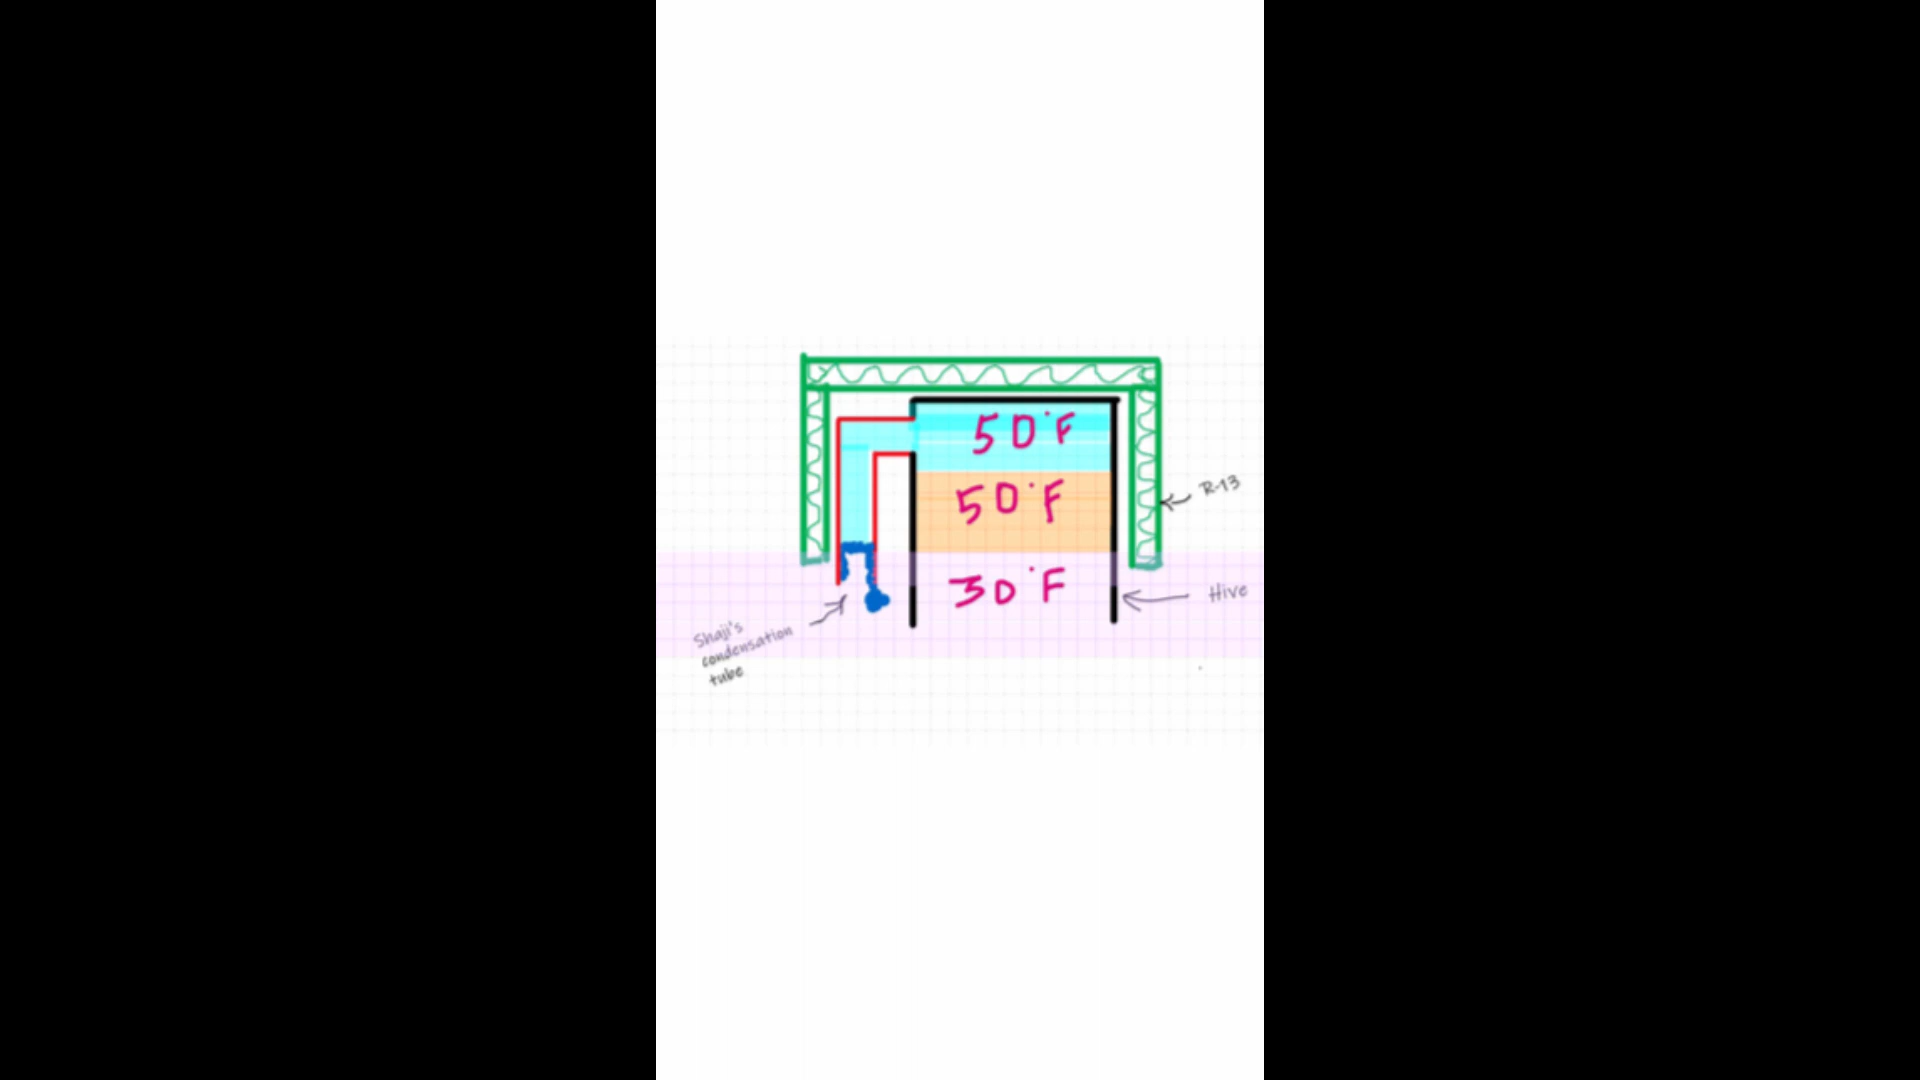 50°F
50°F
R-13
30°F
Hive
Shaji's
condensation
tube